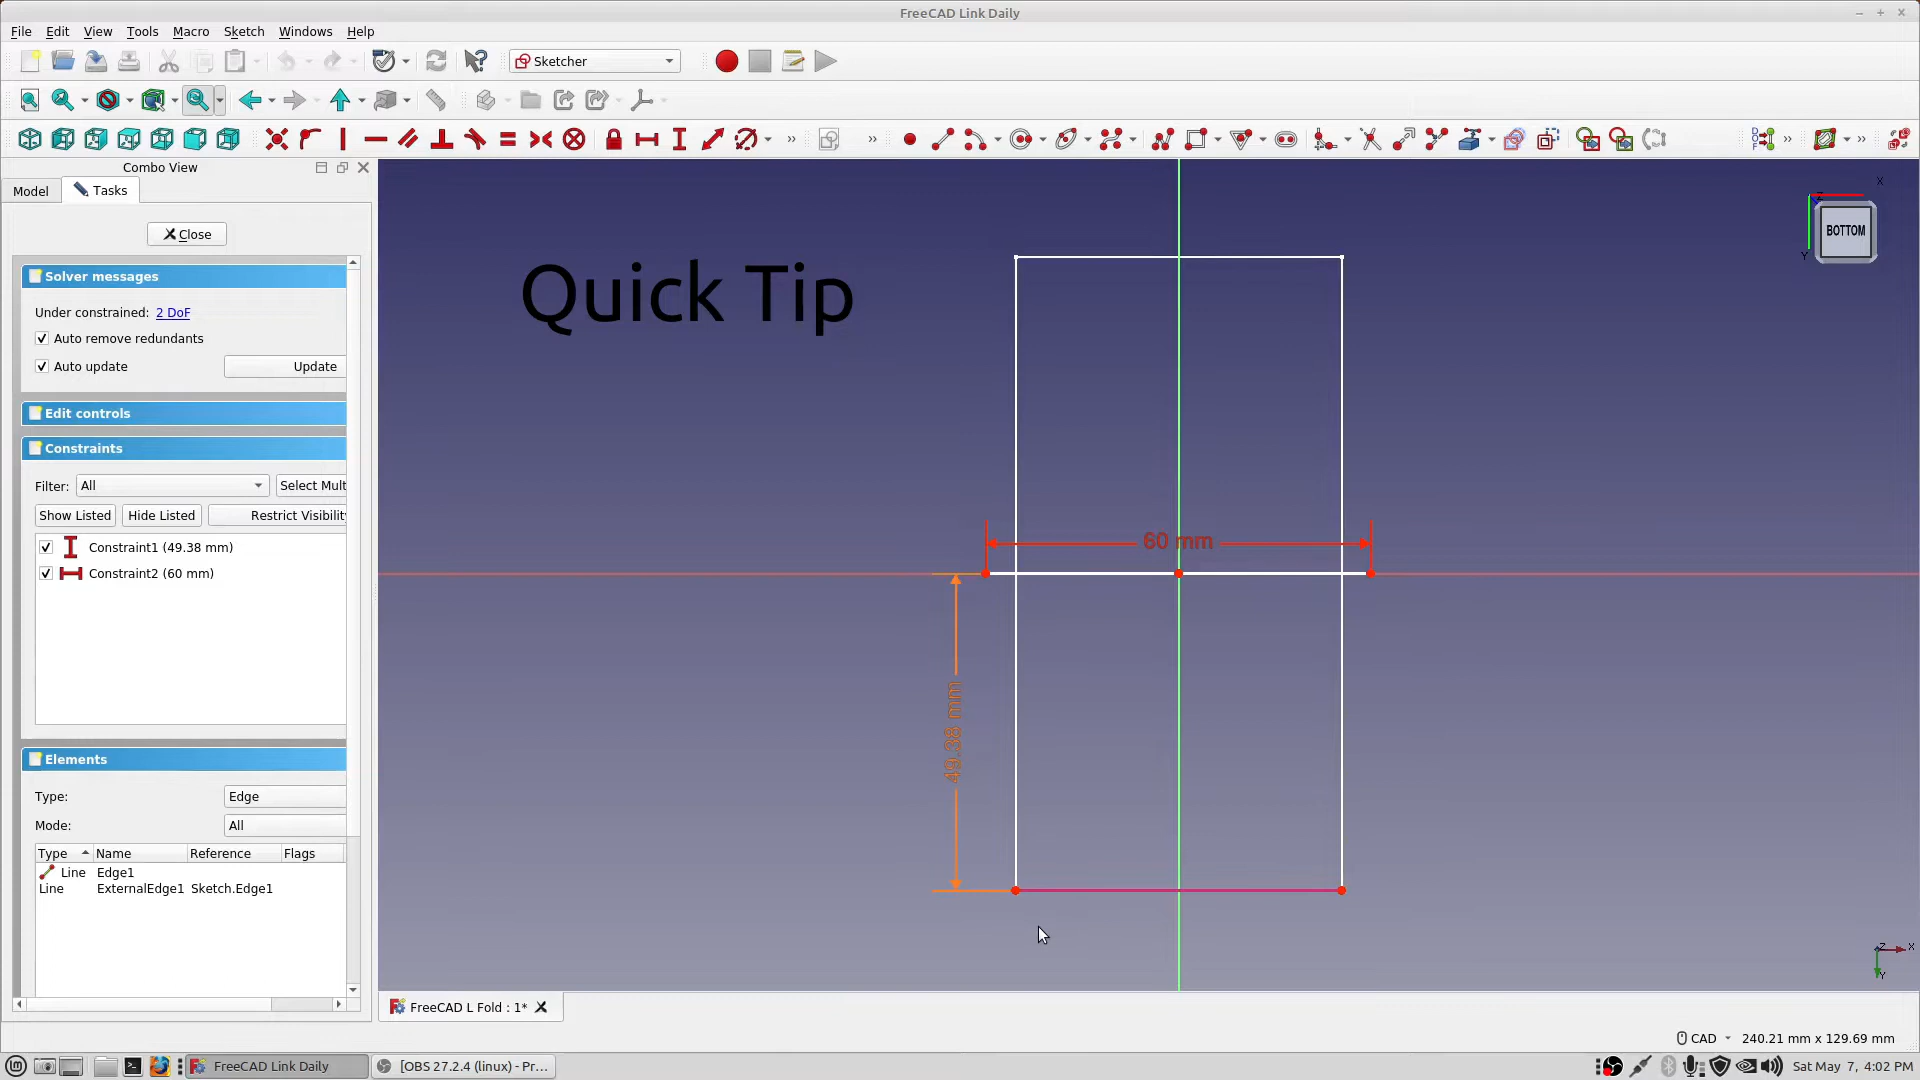 FreeCAD Link Daily
File Edit View Tools Macro Sketch Windows Help
Sketcher
Combo View
Model Tasks
Close
Solver messages
Under constrained: 2 DoF
Auto remove redundants
Auto update Update
Edit controls
Constraints
Filter: All Select Mult
Show Listed Hide Listed Restrict Visibility
Constraint1 (49.38 mm)
Constraint2 (60 mm)
Elements
Type: Edge
Mode: All
Type Name Reference Flags
Line Edge1
Line ExternalEdge1 Sketch.Edge1
Quick Tip
60 mm
49.38 mm
X
Z
BOTTOM
Y
Z X
Y
FreeCAD L Fold : 1*
CAD 240.21 mm x 129.69 mm
FreeCAD Link Daily
[OBS 27.2.4 (linux) - Pr...
Sat May 7, 4:02 PM